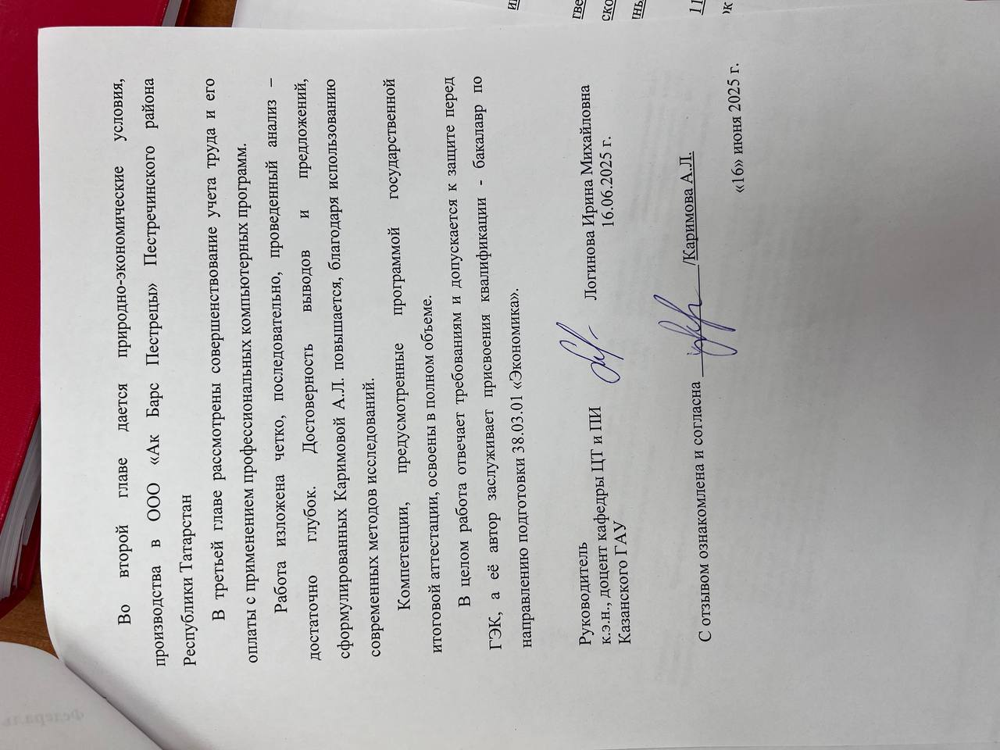 Во второй главе дается природно-экономические условия,
производства в ООО «Ак Барс Пестрецы» Пестречинского района
Республики Татарстан
В третьей главе рассмотрены совершенствование учета труда и его
оплаты с применением профессиональных компьютерных программ.
Работа изложена четко, последовательно, проведенный анализ –
достаточно глубок. Достоверность выводов и предложений,
сформулированных Каримовой А.Л. повышается, благодаря использованию
современных методов исследований.
Компетенции, предусмотренные программой государственной
итоговой аттестации, освоены в полном объеме.
В целом работа отвечает требованиям и допускается к защите перед
ГЭК, а её автор заслуживает присвоения квалификации - бакалавр по
направлению подготовки 38.03.01 «Экономика».
Руководитель
к.э.н., доцент кафедры ЦТ и ПИ Логинова Ирина Михайловна
Казанского ГАУ 16.06.2025 г.
С отзывом ознакомлена и согласна /Каримова А.Л.
«16» июня 2025 г.